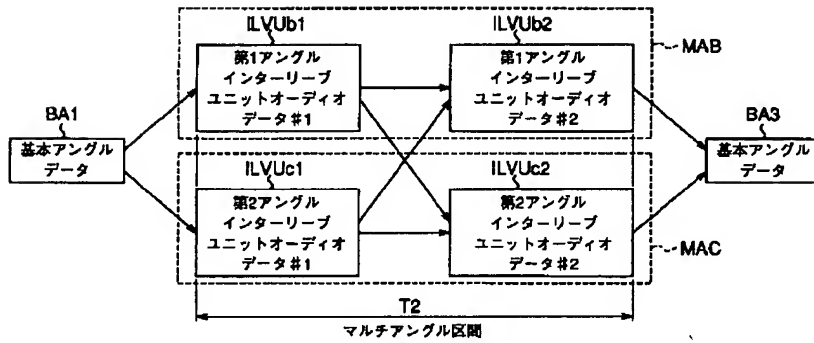 ILVUb1
ILVUb2
第1アングル
インターリーブ
ユニットオーディオ
データ#1
第1アングル
インターリーブ
ユニットオーディオ
データ#2
MAB
BA1
基本アングル
データ
BA3
基本アングル
データ
ILVUc1
ILVUc2
第2アングル
インターリーブ
ユニットオーディオ
データ#1
第2アングル
インターリーブ
ユニットオーディオ
データ#2
MAC
T2
マルチアングル区間